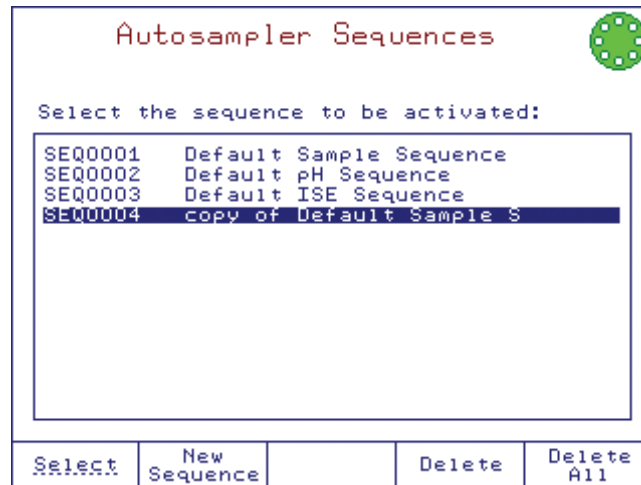 Autosampler Sequences
Select the sequence to be activated:
SEQ0001 Default Sample Sequence
SEQ0002 Default pH Sequence
SEQ0003 Default ISE Sequence
SEQ0004 copy of Default Sample S
Select
New Sequence
Delete
Delete All